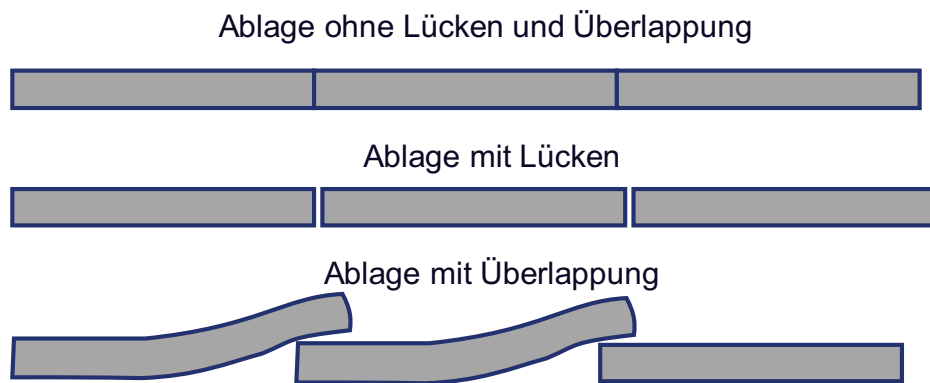 Ablage ohne Lücken und Überlappung
Ablage mit Lücken
Ablage mit Überlappung